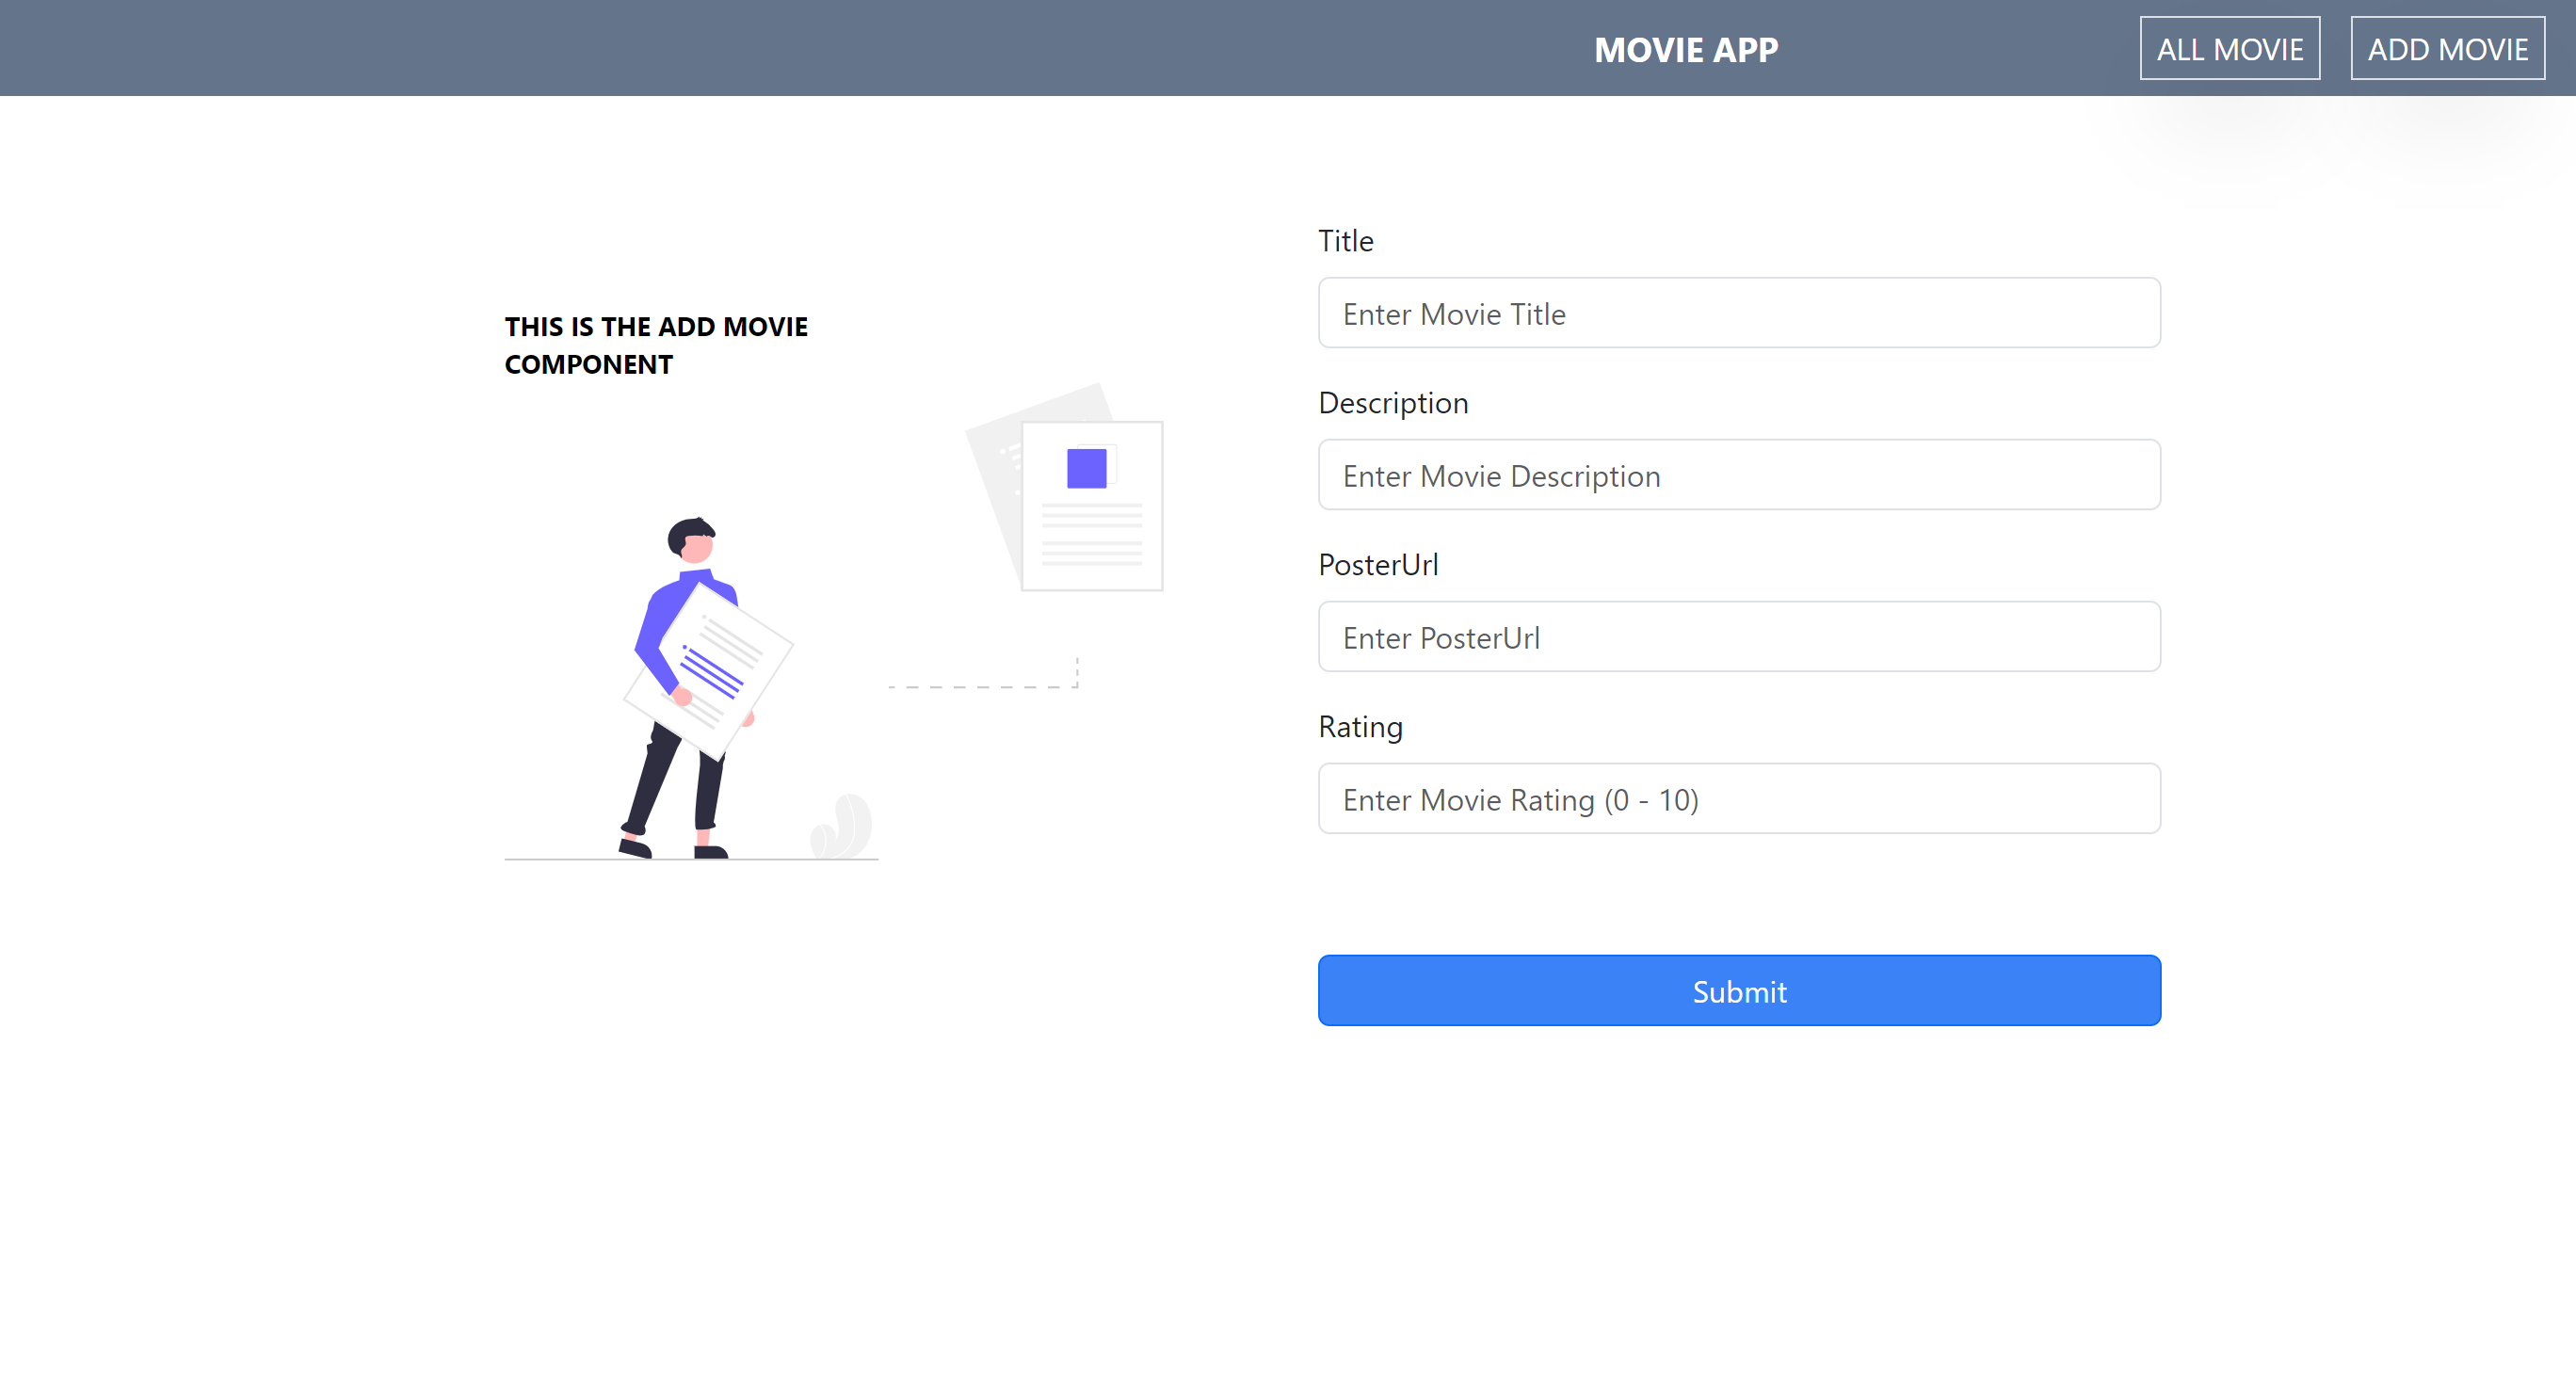 MOVIE APP
ALL MOVIE
ADD MOVIE
THIS IS THE ADD MOVIE
COMPONENT
Title
Enter Movie Title
Description
Enter Movie Description
PosterUrl
Enter PosterUrl
Rating
Enter Movie Rating (0 - 10)
Submit